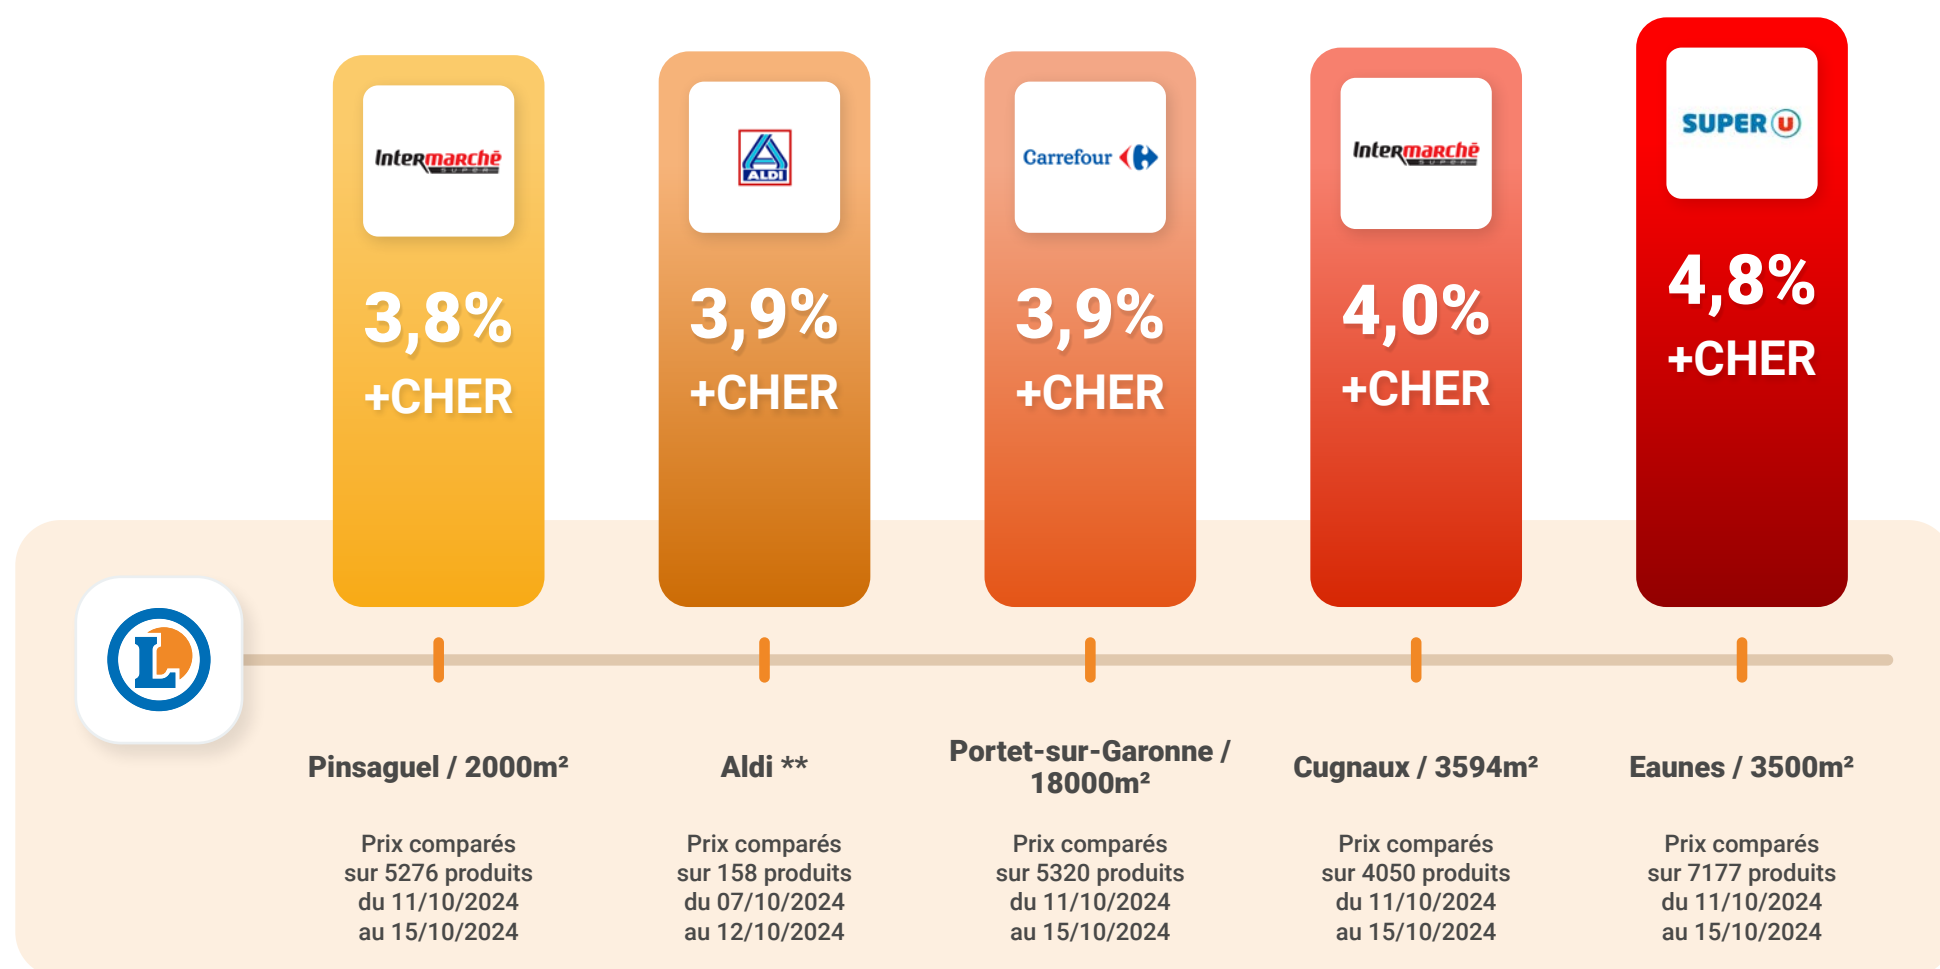 Intermarchē
SUPER
3,8%
+CHER
ALDI
3,9%
+CHER
Carrefour
3,9%
+CHER
Intermarchē
SUPER
4,0%
+CHER
SUPER U
4,8%
+CHER
L
Pinsaguel / 2000m²
Prix comparés
sur 5276 produits
du 11/10/2024
au 15/10/2024
Aldi **
Prix comparés
sur 158 produits
du 07/10/2024
au 12/10/2024
Portet-sur-Garonne /
18000m²
Prix comparés
sur 5320 produits
du 11/10/2024
au 15/10/2024
Cugnaux / 3594m²
Prix comparés
sur 4050 produits
du 11/10/2024
au 15/10/2024
Eaunes / 3500m²
Prix comparés
sur 7177 produits
du 11/10/2024
au 15/10/2024